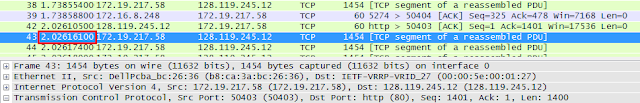 38 1.73855400 172.19.217.58 128.119.245.12 TCP 1454 [TCP segment of a reassembled PDU]
39 1.73858800 172.16.8.248 172.19.217.58 TCP 60 5274 > 50404 [ACK] Seq=325 Ack=778 Win=7168 Len=0
42 2.02610500 128.119.245.12 172.19.217.58 TCP 60 http > 50403 [ACK] Seq=1 Ack=1401 Win=17536 Len=0
43 2.02616100 172.19.217.58 128.119.245.12 TCP 1454 [TCP segment of a reassembled PDU]
44 2.02617400 172.19.217.58 128.119.245.12 TCP 1454 [TCP segment of a reassembled PDU]
Frame 43: 1454 bytes on wire (11632 bits), 1454 bytes captured (11632 bits) on interface 0
Ethernet II, Src: DellPcba_bc:26:36 (b8:ca:3a:bc:26:36), Dst: IETF-VRRP-VRID_27 (00:00:5e:00:01:27)
Internet Protocol Version 4, Src: 172.19.217.58 (172.19.217.58), Dst: 128.119.245.12 (128.119.245.12)
Transmission Control Protocol, Src Port: 50403 (50403), Dst Port: http (80), Seq: 1401, Ack: 1, Len: 1400